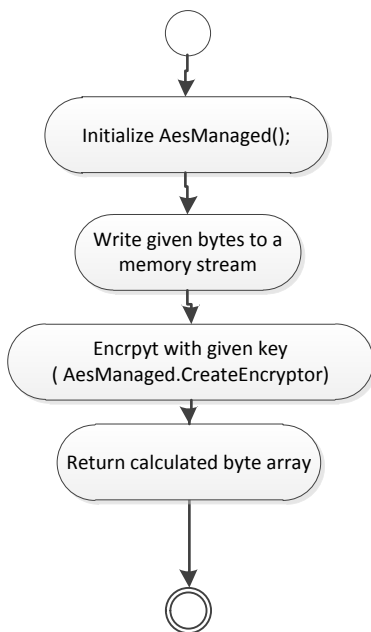 Initialize AesManaged();
Write given bytes to a
memory stream
Encrpyt with given key
( AesManaged.CreateEncryptor)
Return calculated byte array